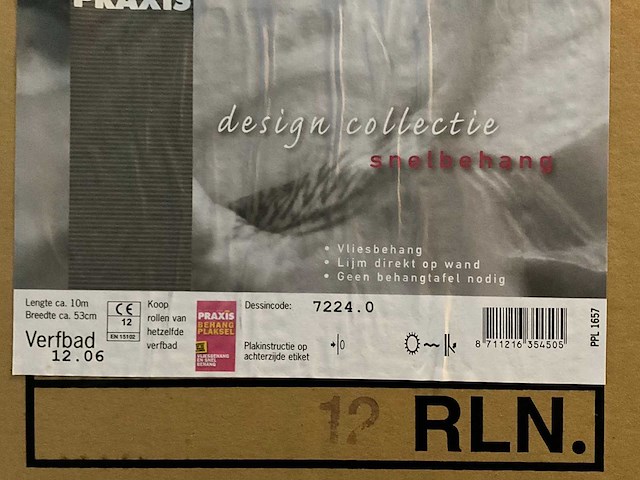 PRAXIS
design collectie
snelbehang
• Vliesbehang
• Lijm direkt op wand
• Geen behangtafel nodig
Lengte ca. 10m
Breedte ca. 53cm
Verfbad
12.06
CE
12
EN 15102
Koop
rollen van
hetzelfde
verfbad
PRAXIS
BEHANG
PLAKSEL
VLIESBEHANG
EN SNEL
BEHANG
Dessincode: 7224.0
Plakinstructie op
achterzijde etiket
8 711216 354505
PPL 1657
12 RLN.